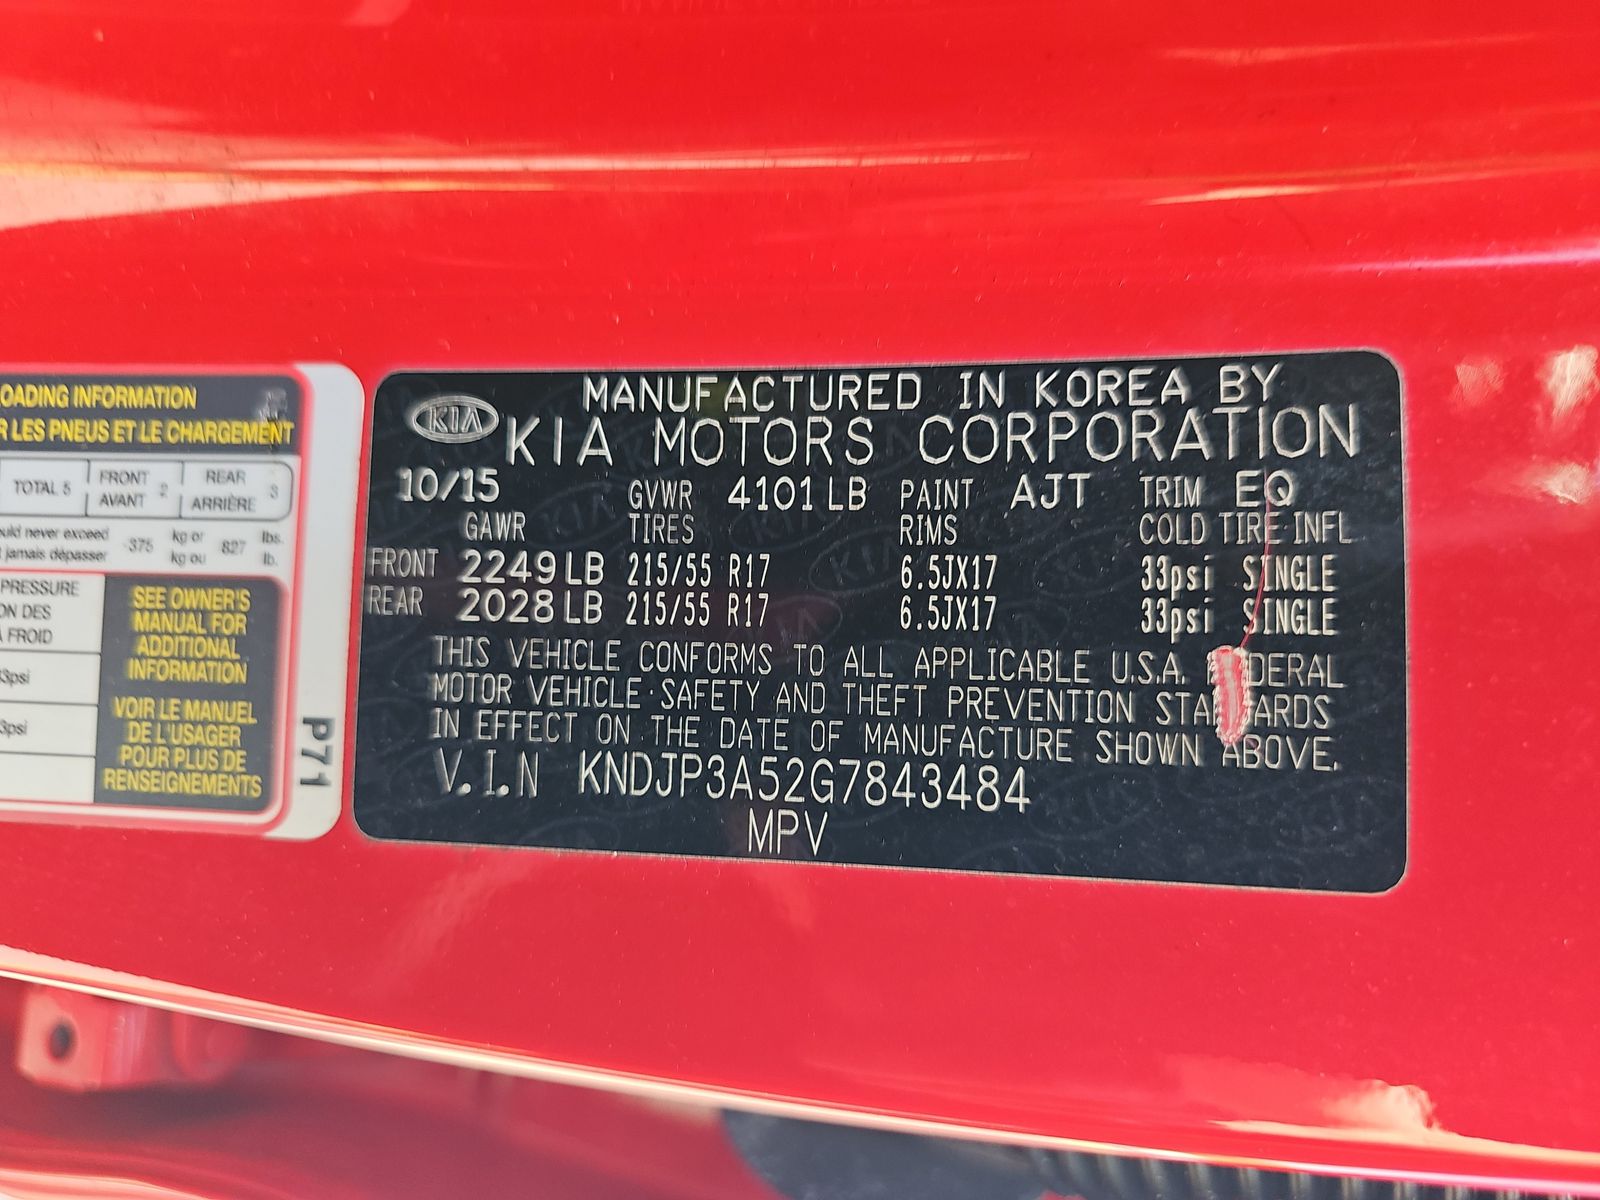 OADING INFORMATION
R LES PNEUS ET LE CHARGEMENT
TOTAL 5 FRONT AVANT 2 REAR ARRIÈRE 3
uld never exceed kg or lbs.
t jamais dépasser 375 kg ou 827 lb.
PRESSURE
ON DES
À FROID
3psi
3psi
SEE OWNER'S
MANUAL FOR
ADDITIONAL
INFORMATION
VOIR LE MANUEL
DE L'USAGER
POUR PLUS DE
RENSEIGNEMENTS
P71
KIA
MANUFACTURED IN KOREA BY
KIA MOTORS CORPORATION
10/15 GVWR 4101 LB PAINT AJT TRIM EQ
GAWR TIRES RIMS COLD TIRE INFL
FRONT 2249 LB 215/55 R17 6.5JX17 33psi SINGLE
REAR 2028 LB 215/55 R17 6.5JX17 33psi SINGLE
THIS VEHICLE CONFORMS TO ALL APPLICABLE U.S.A. DERAL
MOTOR VEHICLE SAFETY AND THEFT PREVENTION STA ARDS
IN EFFECT ON THE DATE OF MANUFACTURE SHOWN ABOVE.
V.I.N KNDJP3A52G7843484
MPV